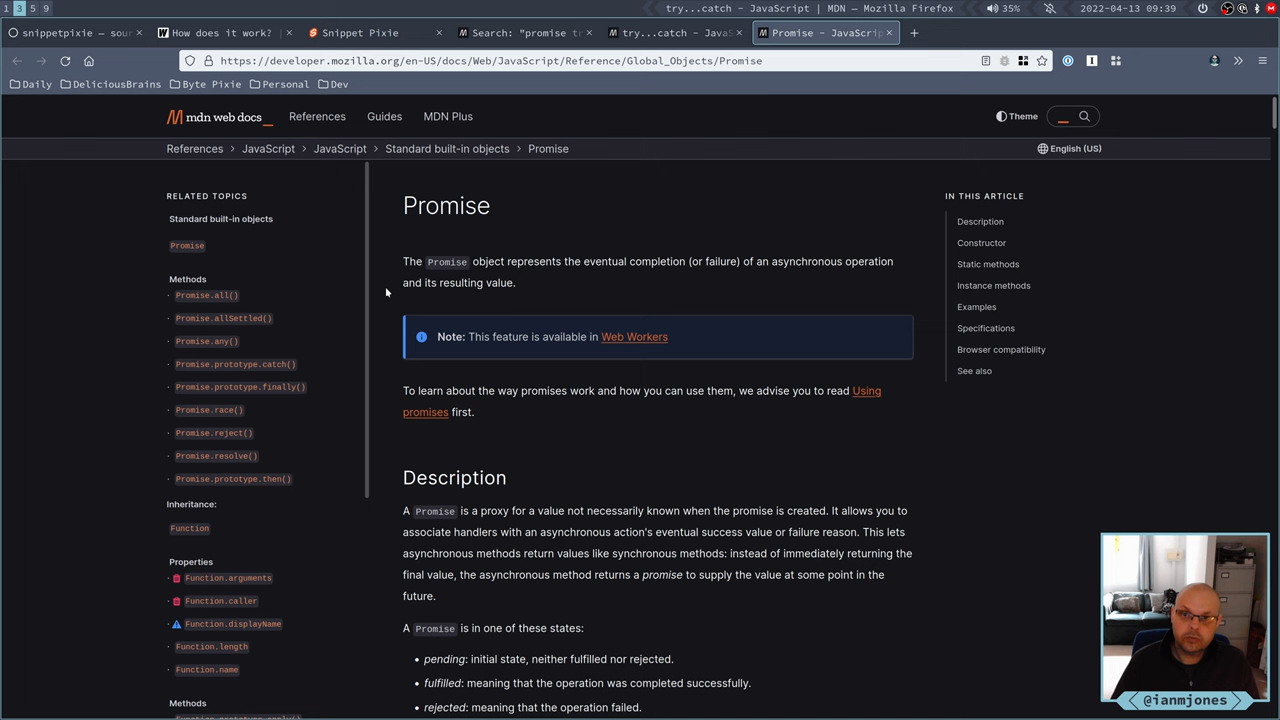 1 3 5 9
try...catch - JavaScript | MDN — Mozilla Firefox
35%
2022-04-13 09:39
snippetpixie — sour
How does it work?
Snippet Pixie
Search: "promise tr
try...catch - JavaS
Promise - JavaScrip
https://developer.mozilla.org/en-US/docs/Web/JavaScript/Reference/Global_Objects/Promise
Daily
DeliciousBrains
Byte Pixie
Personal
Dev
mdn web docs
References
Guides
MDN Plus
Theme
References > JavaScript > JavaScript > Standard built-in objects > Promise
English (US)
RELATED TOPICS
Standard built-in objects
Promise
Methods
Promise.all()
Promise.allSettled()
Promise.any()
Promise.prototype.catch()
Promise.prototype.finally()
Promise.race()
Promise.reject()
Promise.resolve()
Promise.prototype.then()
Inheritance:
Function
Properties
Function.arguments
Function.caller
Function.displayName
Function.length
Function.name
Methods
Promise
The Promise object represents the eventual completion (or failure) of an asynchronous operation
and its resulting value.
Note: This feature is available in Web Workers
To learn about the way promises work and how you can use them, we advise you to read Using
promises first.
Description
A Promise is a proxy for a value not necessarily known when the promise is created. It allows you to
associate handlers with an asynchronous action's eventual success value or failure reason. This lets
asynchronous methods return values like synchronous methods: instead of immediately returning the
final value, the asynchronous method returns a promise to supply the value at some point in the
future.
A Promise is in one of these states:
• pending: initial state, neither fulfilled nor rejected.
• fulfilled: meaning that the operation was completed successfully.
• rejected: meaning that the operation failed.
IN THIS ARTICLE
Description
Constructor
Static methods
Instance methods
Examples
Specifications
Browser compatibility
See also
@ianmjones